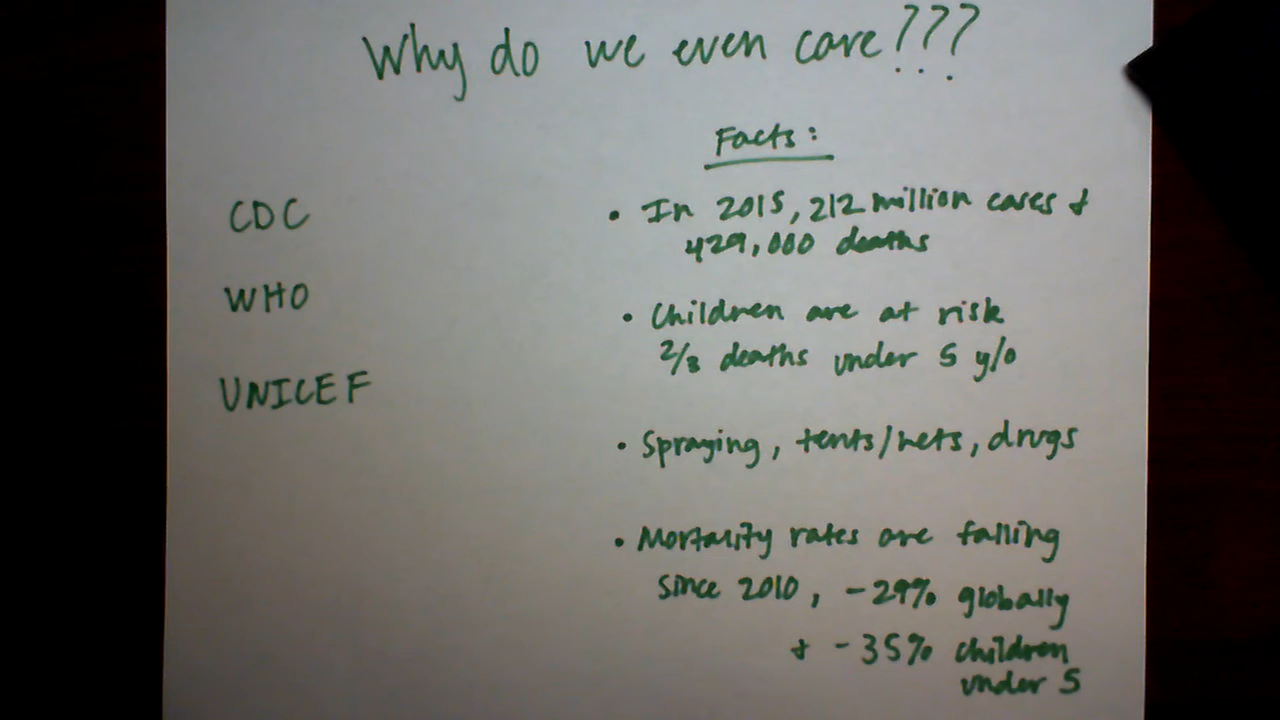 Why do we even care???
CDC
WHO
UNICEF
Facts:
• In 2015, 212 million cases &
429,000 deaths
• Children are at risk
2/3 deaths under 5 y/o
• Spraying, tents/nets, drugs
• Mortality rates are falling
since 2010, -29% globally
& -35% children
under 5